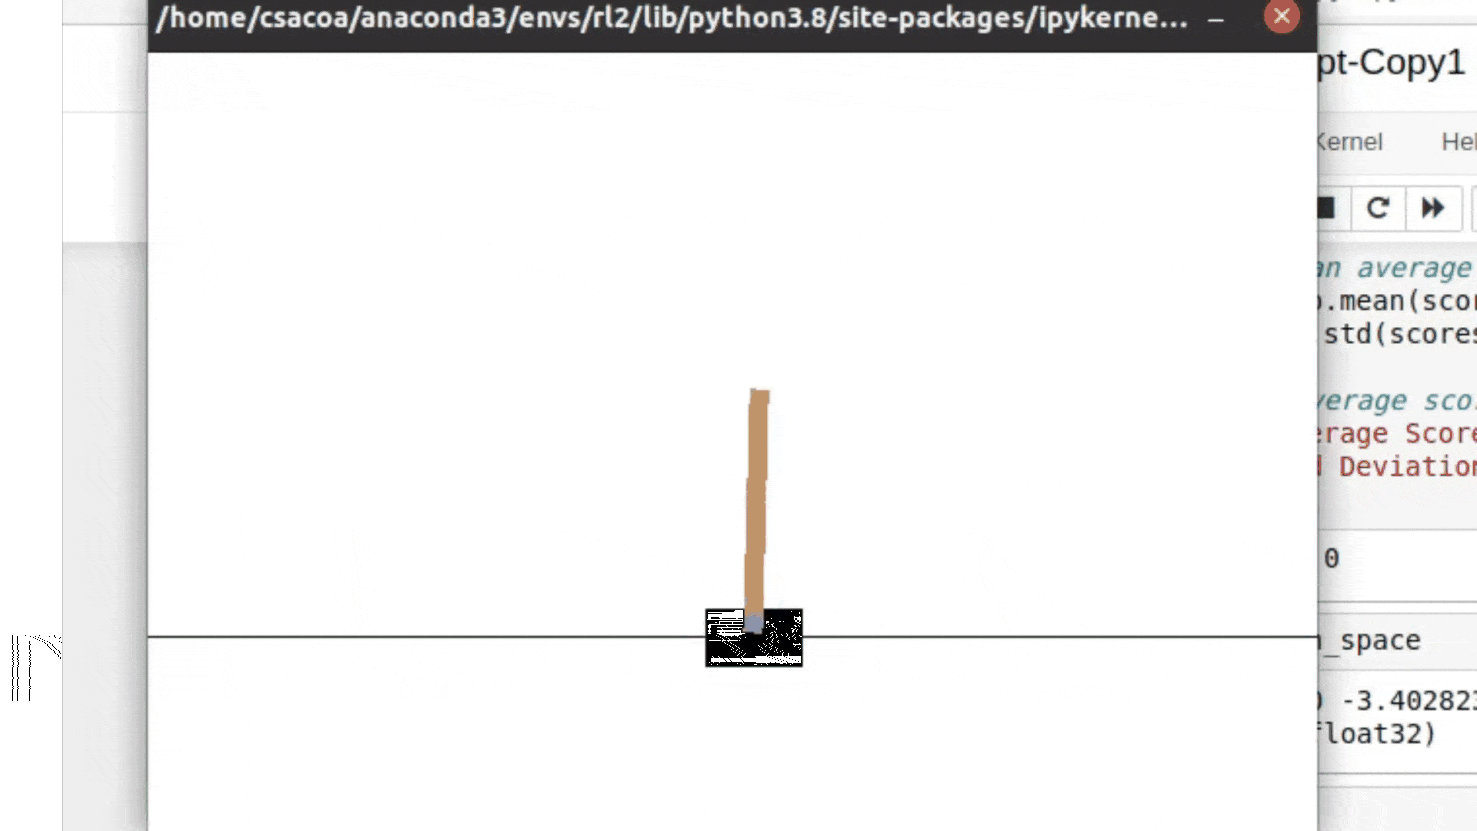 /home/csacoa/anaconda3/envs/rl2/lib/python3.8/site-packages/ipykerne...
pt-Copy1
Kernel Hel
an average
.mean(scor
.std(scores
verage sco
erage Score
Deviation
0
_space
-3.402823
float32)